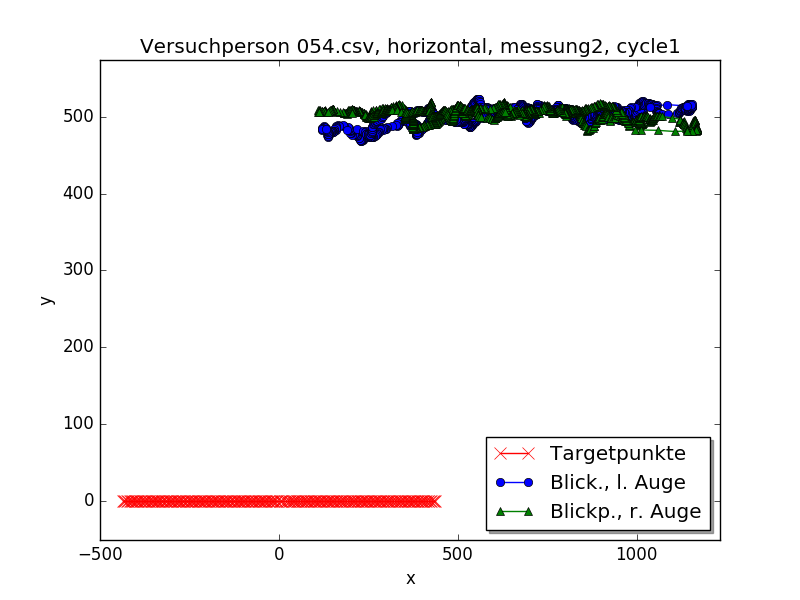 Versuchperson 054.csv, horizontal, messung2, cycle1
y
500
400
300
200
100
0
−500
0
500
1000
x
Targetpunkte
Blick., l. Auge
Blickp., r. Auge